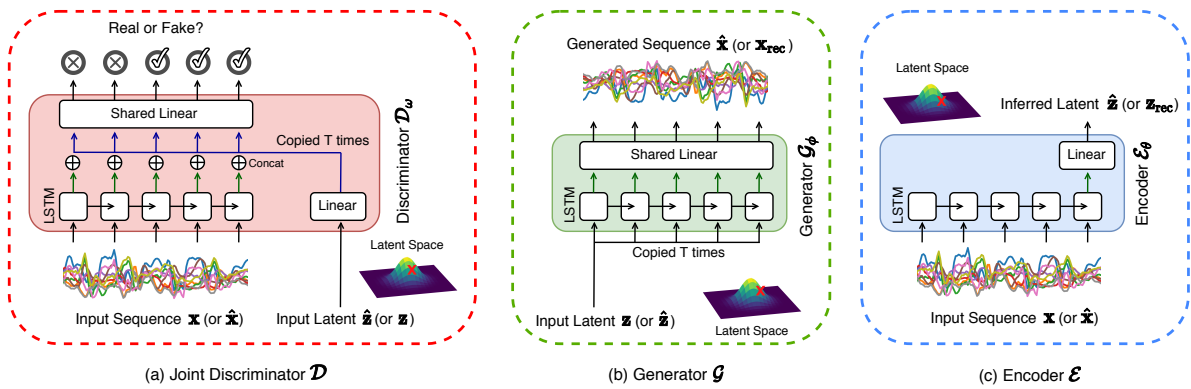 Real or Fake?
Shared Linear
Copied T times
Concat
LSTM
Linear
Discriminator 𝓓ω
Latent Space
Input Sequence 𝐱 (or 𝐱̂)
Input Latent 𝐳̂ (or 𝐳)
(a) Joint Discriminator 𝓓
Generated Sequence 𝐱̂ (or 𝐱rec)
Shared Linear
LSTM
Generator 𝓖ϕ
Copied T times
Input Latent 𝐳 (or 𝐳̂)
Latent Space
(b) Generator 𝓖
Latent Space
Inferred Latent 𝐳̂ (or 𝐳rec)
Linear
LSTM
Encoder 𝓔θ
Input Sequence 𝐱 (or 𝐱̂)
(c) Encoder 𝓔